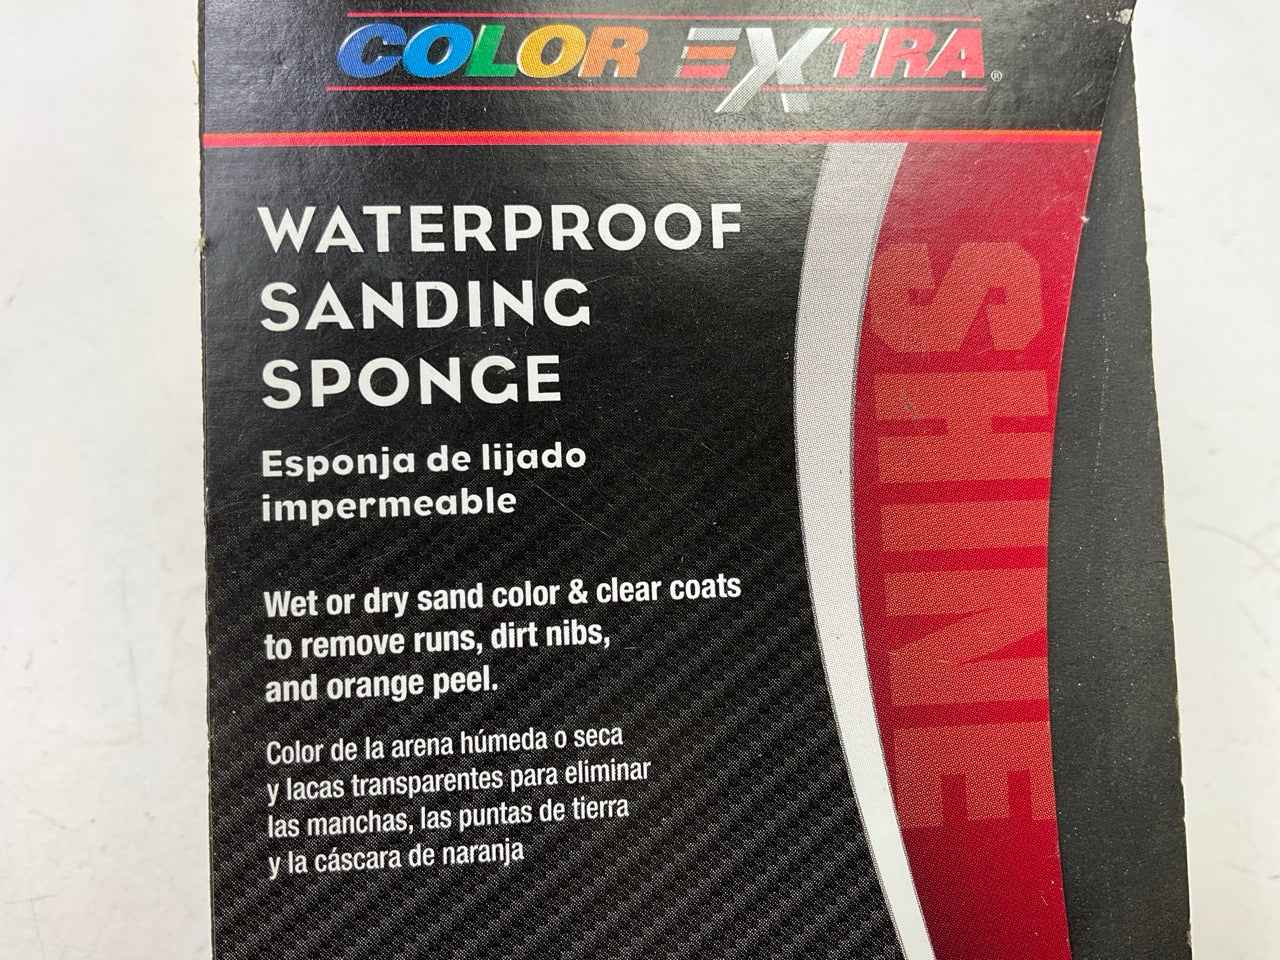 COLOR EXTRA®
WATERPROOF
SANDING
SPONGE
Esponja de lijado
impermeable
Wet or dry sand color & clear coats
to remove runs, dirt nibs,
and orange peel.
Color de la arena húmeda o seca
y lacas transparentes para eliminar
las manchas, las puntas de tierra
y la cáscara de naranja
SHINE